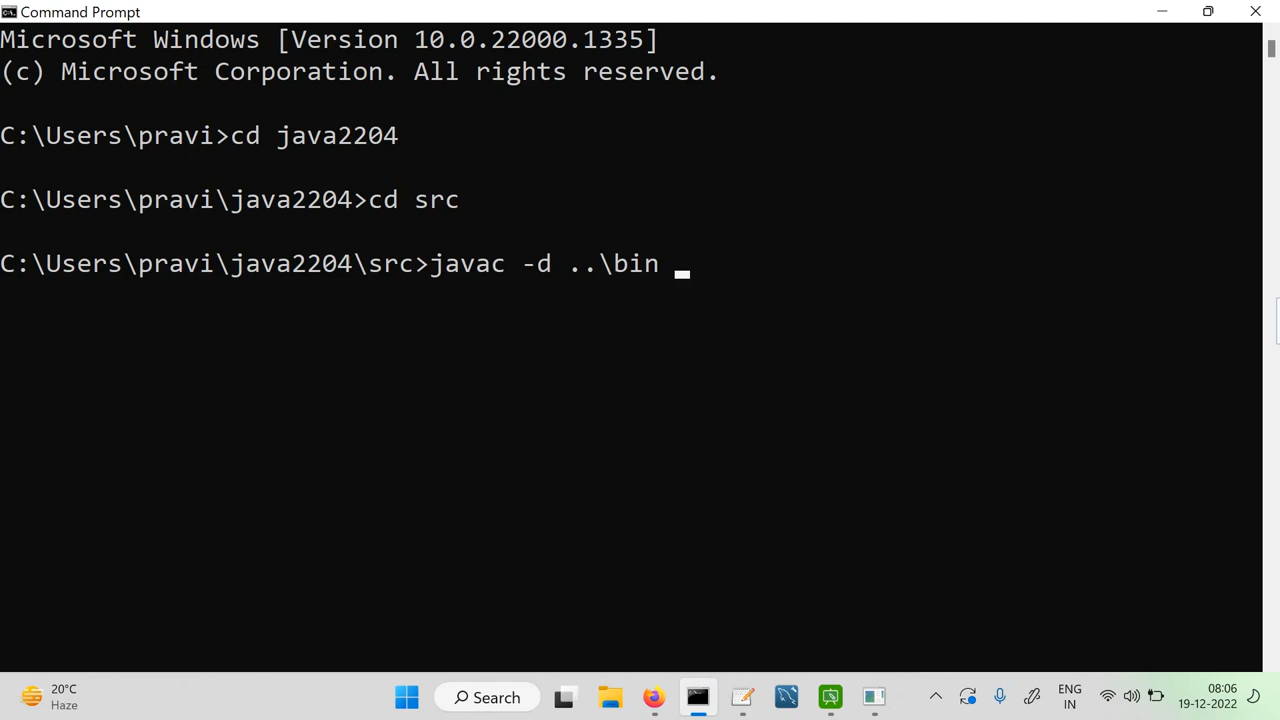 Command Prompt
Microsoft Windows [Version 10.0.22000.1335]
(c) Microsoft Corporation. All rights reserved.
C:\Users\pravi>cd java2204
C:\Users\pravi\java2204>cd src
C:\Users\pravi\java2204\src>javac -d ..\bin
20°C
Haze
Search
ENG
IN
08:06
19-12-2022